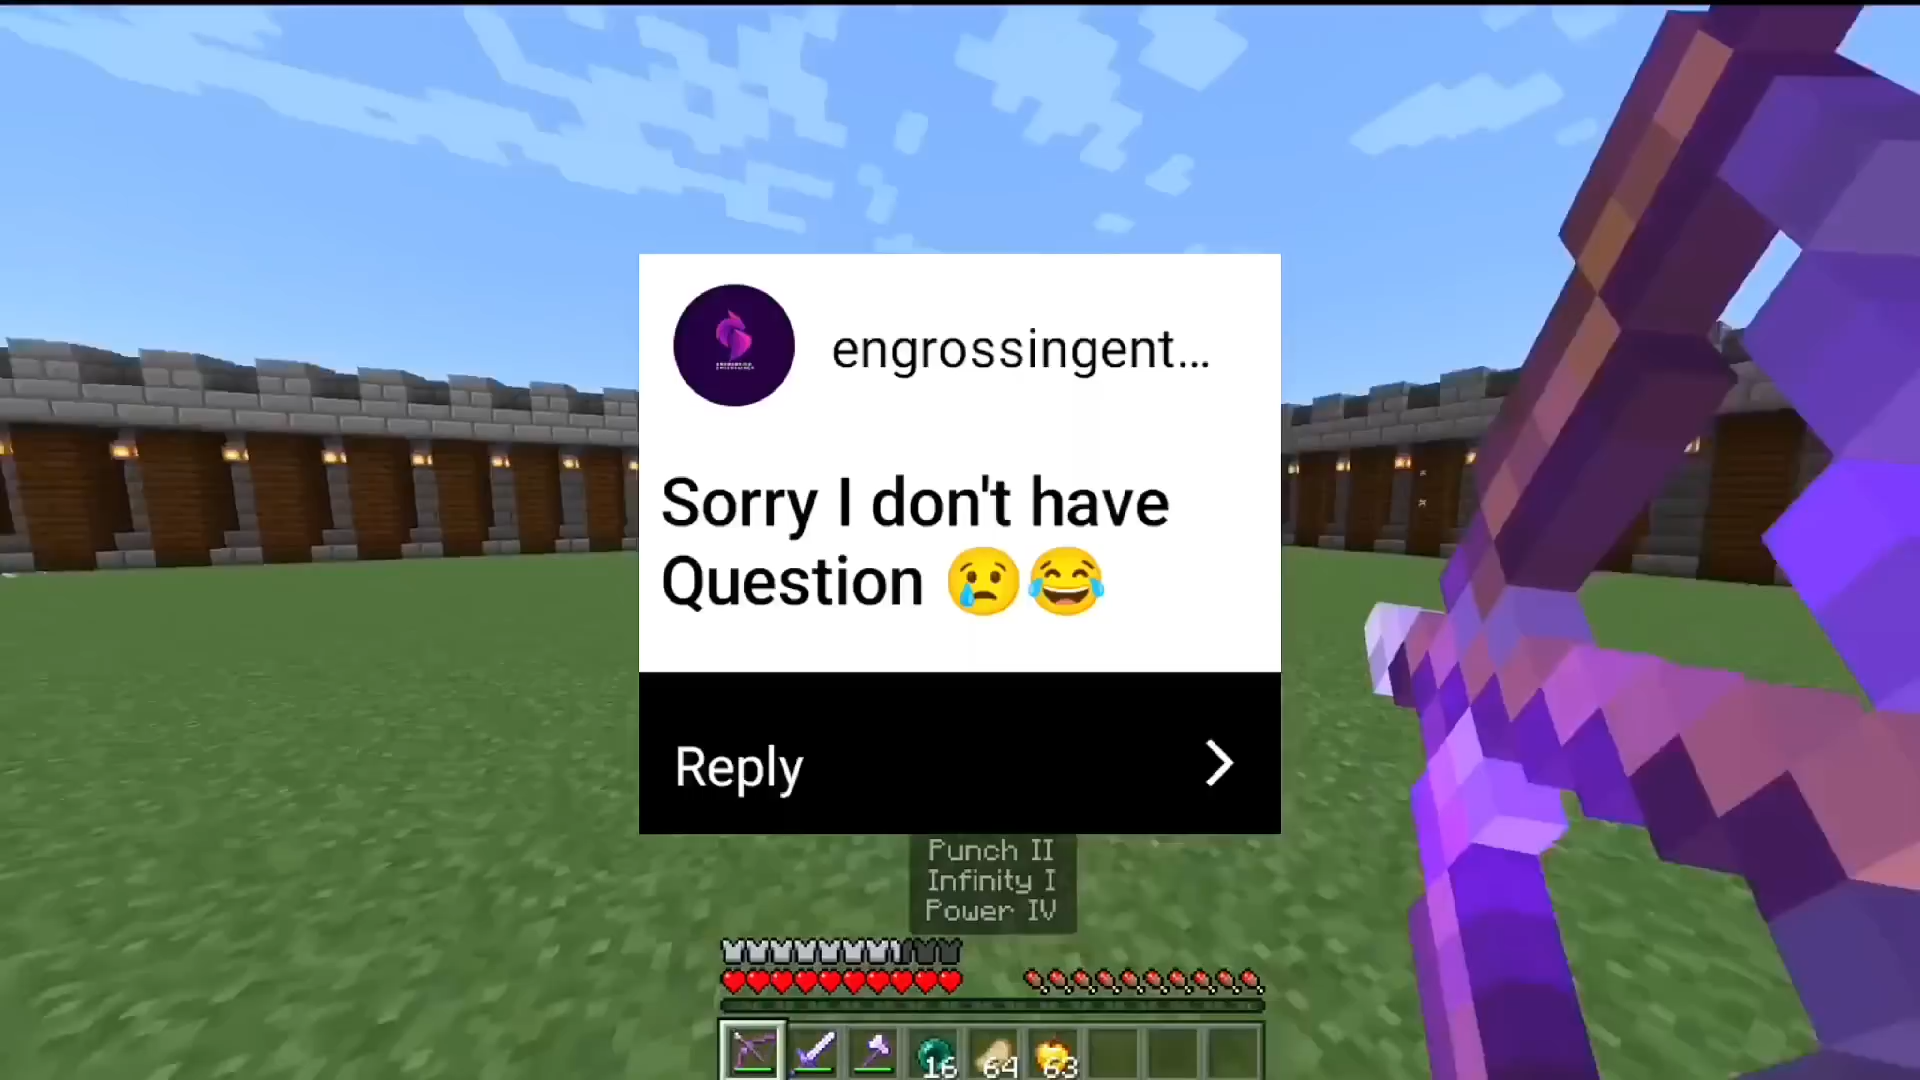 engrossingent...
Sorry I don't have
Question 😢😂
Reply
Punch II
Infinity I
Power IV
16
64
63